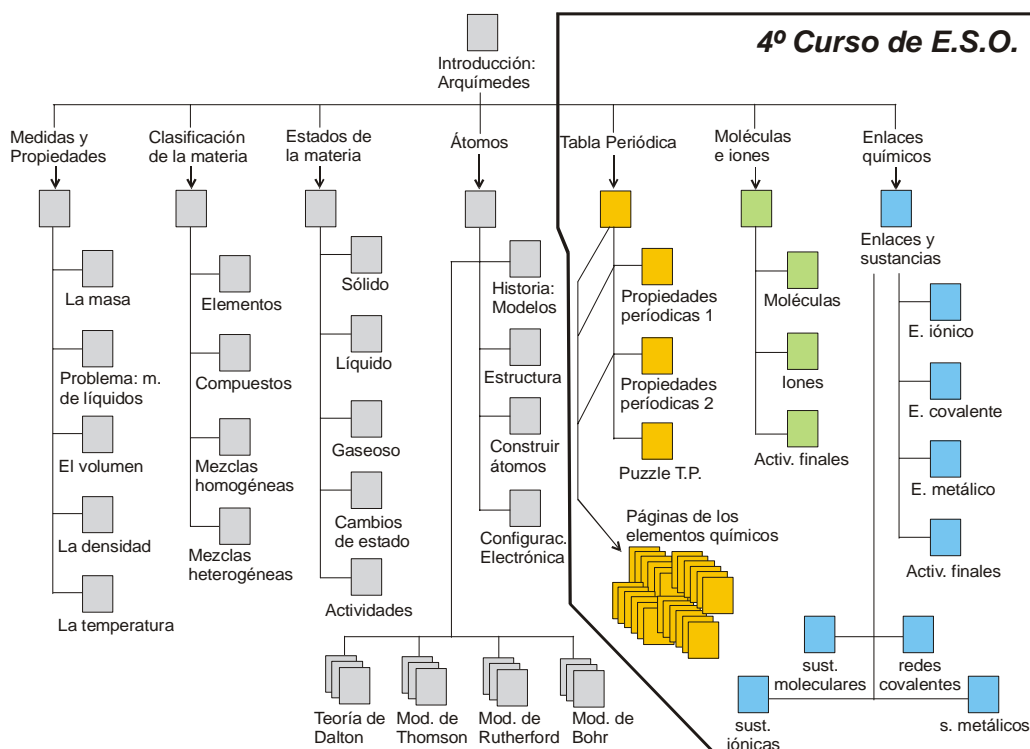 4º Curso de E.S.O.
Introducción:
Arquímedes
Medidas y
Propiedades
Clasificación
de la materia
Estados de
la materia
Átomos
Tabla Periódica
Moléculas
e iones
Enlaces
químicos
La masa
Problema: m.
de líquidos
El volumen
La densidad
La temperatura
Elementos
Compuestos
Mezclas
homogéneas
Mezclas
heterogéneas
Sólido
Líquido
Gaseoso
Cambios
de estado
Actividades
Historia:
Modelos
Estructura
Construir
átomos
Configurac.
Electrónica
Teoría de
Dalton
Mod. de
Thomson
Mod. de
Rutherford
Mod. de
Bohr
Propiedades
períodicas 1
Propiedades
períodicas 2
Puzzle T.P.
Páginas de los
elementos químicos
Moléculas
Iones
Activ. finales
Enlaces y
sustancias
E. iónico
E. covalente
E. metálico
Activ. finales
sust.
moleculares
redes
covalentes
sust.
iónicas
s. metálicos